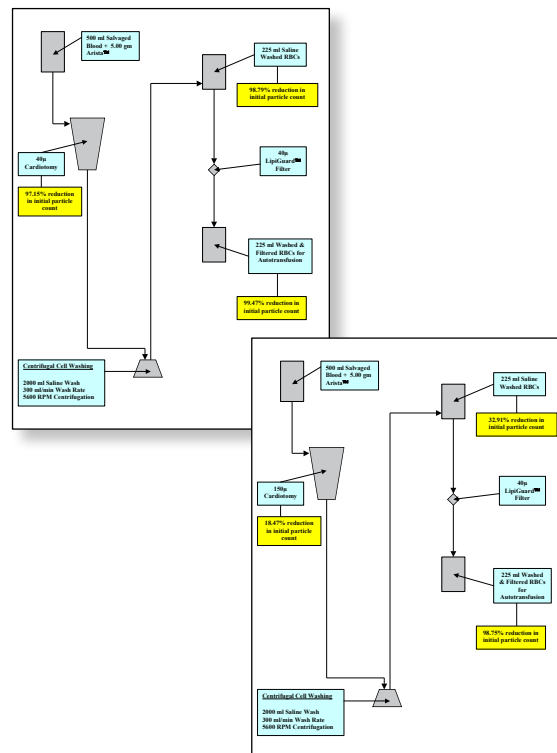 500 ml Salvaged
Blood + 5.00 gm
Arista™
225 ml Saline
Washed RBCs
98.79% reduction in
initial particle count
40µ
Cardiotomy
97.15% reduction
in initial particle
count
40µ
LipiGuard™
Filter
225 ml Washed &
Filtered RBCs for
Autotransfusion
99.47% reduction in
initial particle count
Centrifugal Cell Washing
2000 ml Saline Wash
300 ml/min Wash Rate
5600 RPM Centrifugation
500 ml Salvaged
Blood + 5.00 gm
Arista™
225 ml Saline
Washed RBCs
32.91% reduction in
initial particle count
150µ
Cardiotomy
18.47% reduction
in initial particle
count
40µ
LipiGuard™
Filter
225 ml Washed
& Filtered RBCs
for
Autotransfusion
98.75% reduction in
initial particle count
Centrifugal Cell Washing
2000 ml Saline Wash
300 ml/min Wash Rate
5600 RPM Centrifugation